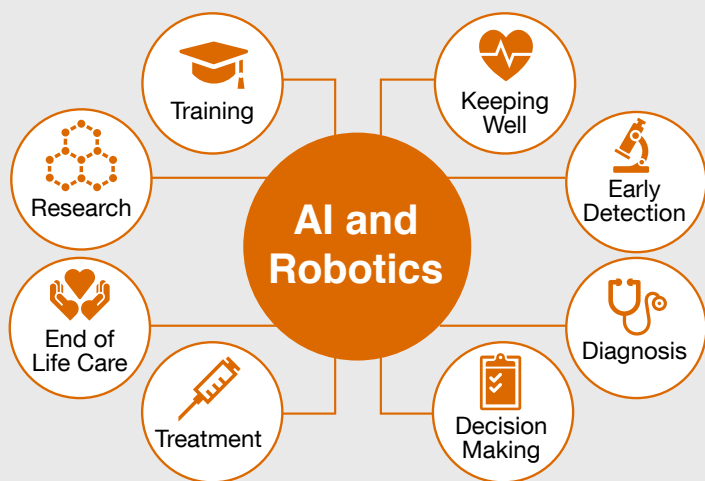 AI and
Robotics
Training
Keeping
Well
Research
Early
Detection
End of
Life Care
Diagnosis
Treatment
Decision
Making